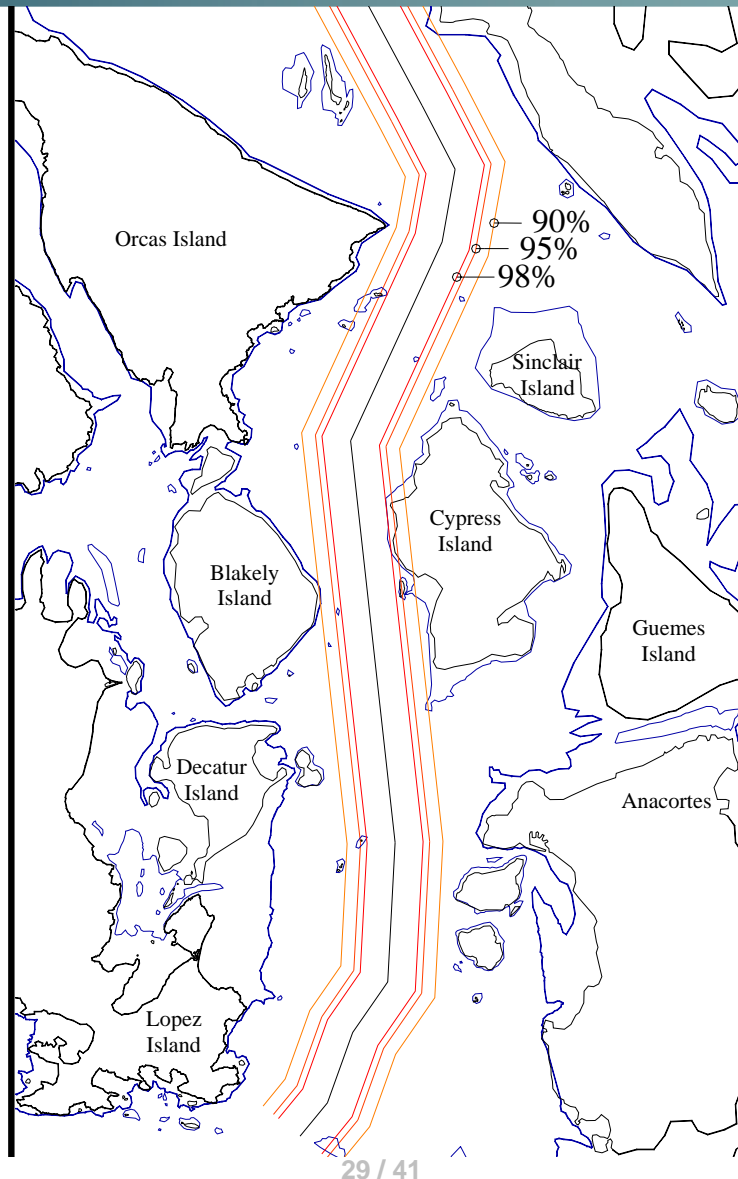 Orcas Island
90%
95%
98%
Sinclair
Island
Cypress
Island
Blakely
Island
Guemes
Island
Decatur
Island
Anacortes
Lopez
Island
29 / 41